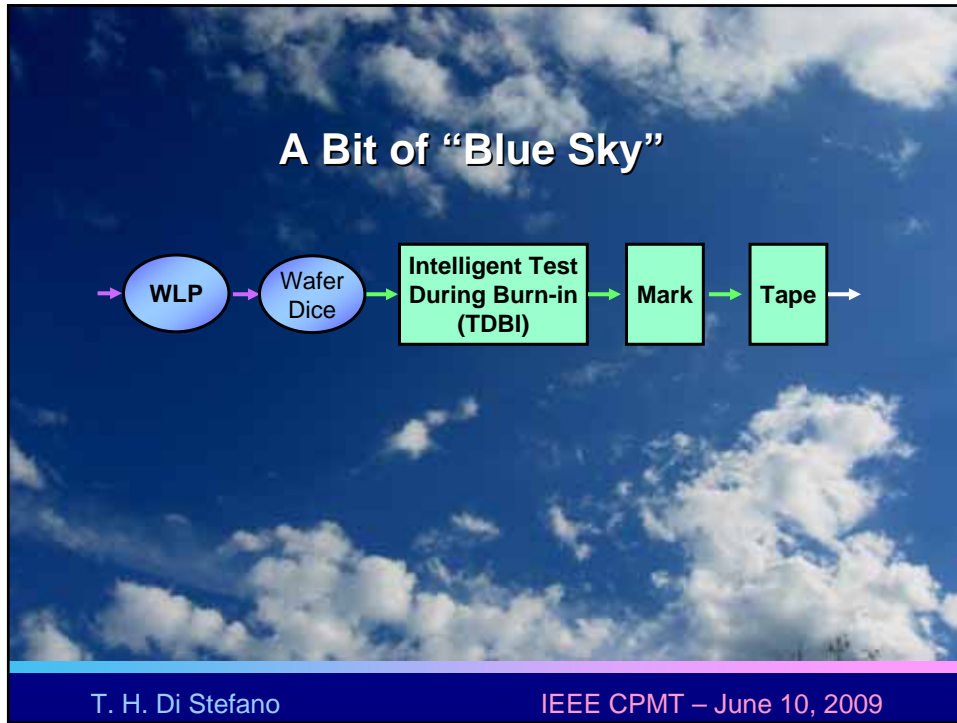 A Bit of “Blue Sky”
WLP
Wafer
Dice
Intelligent Test
During Burn-in
(TDBI)
Mark
Tape
T. H. Di Stefano
IEEE CPMT – June 10, 2009